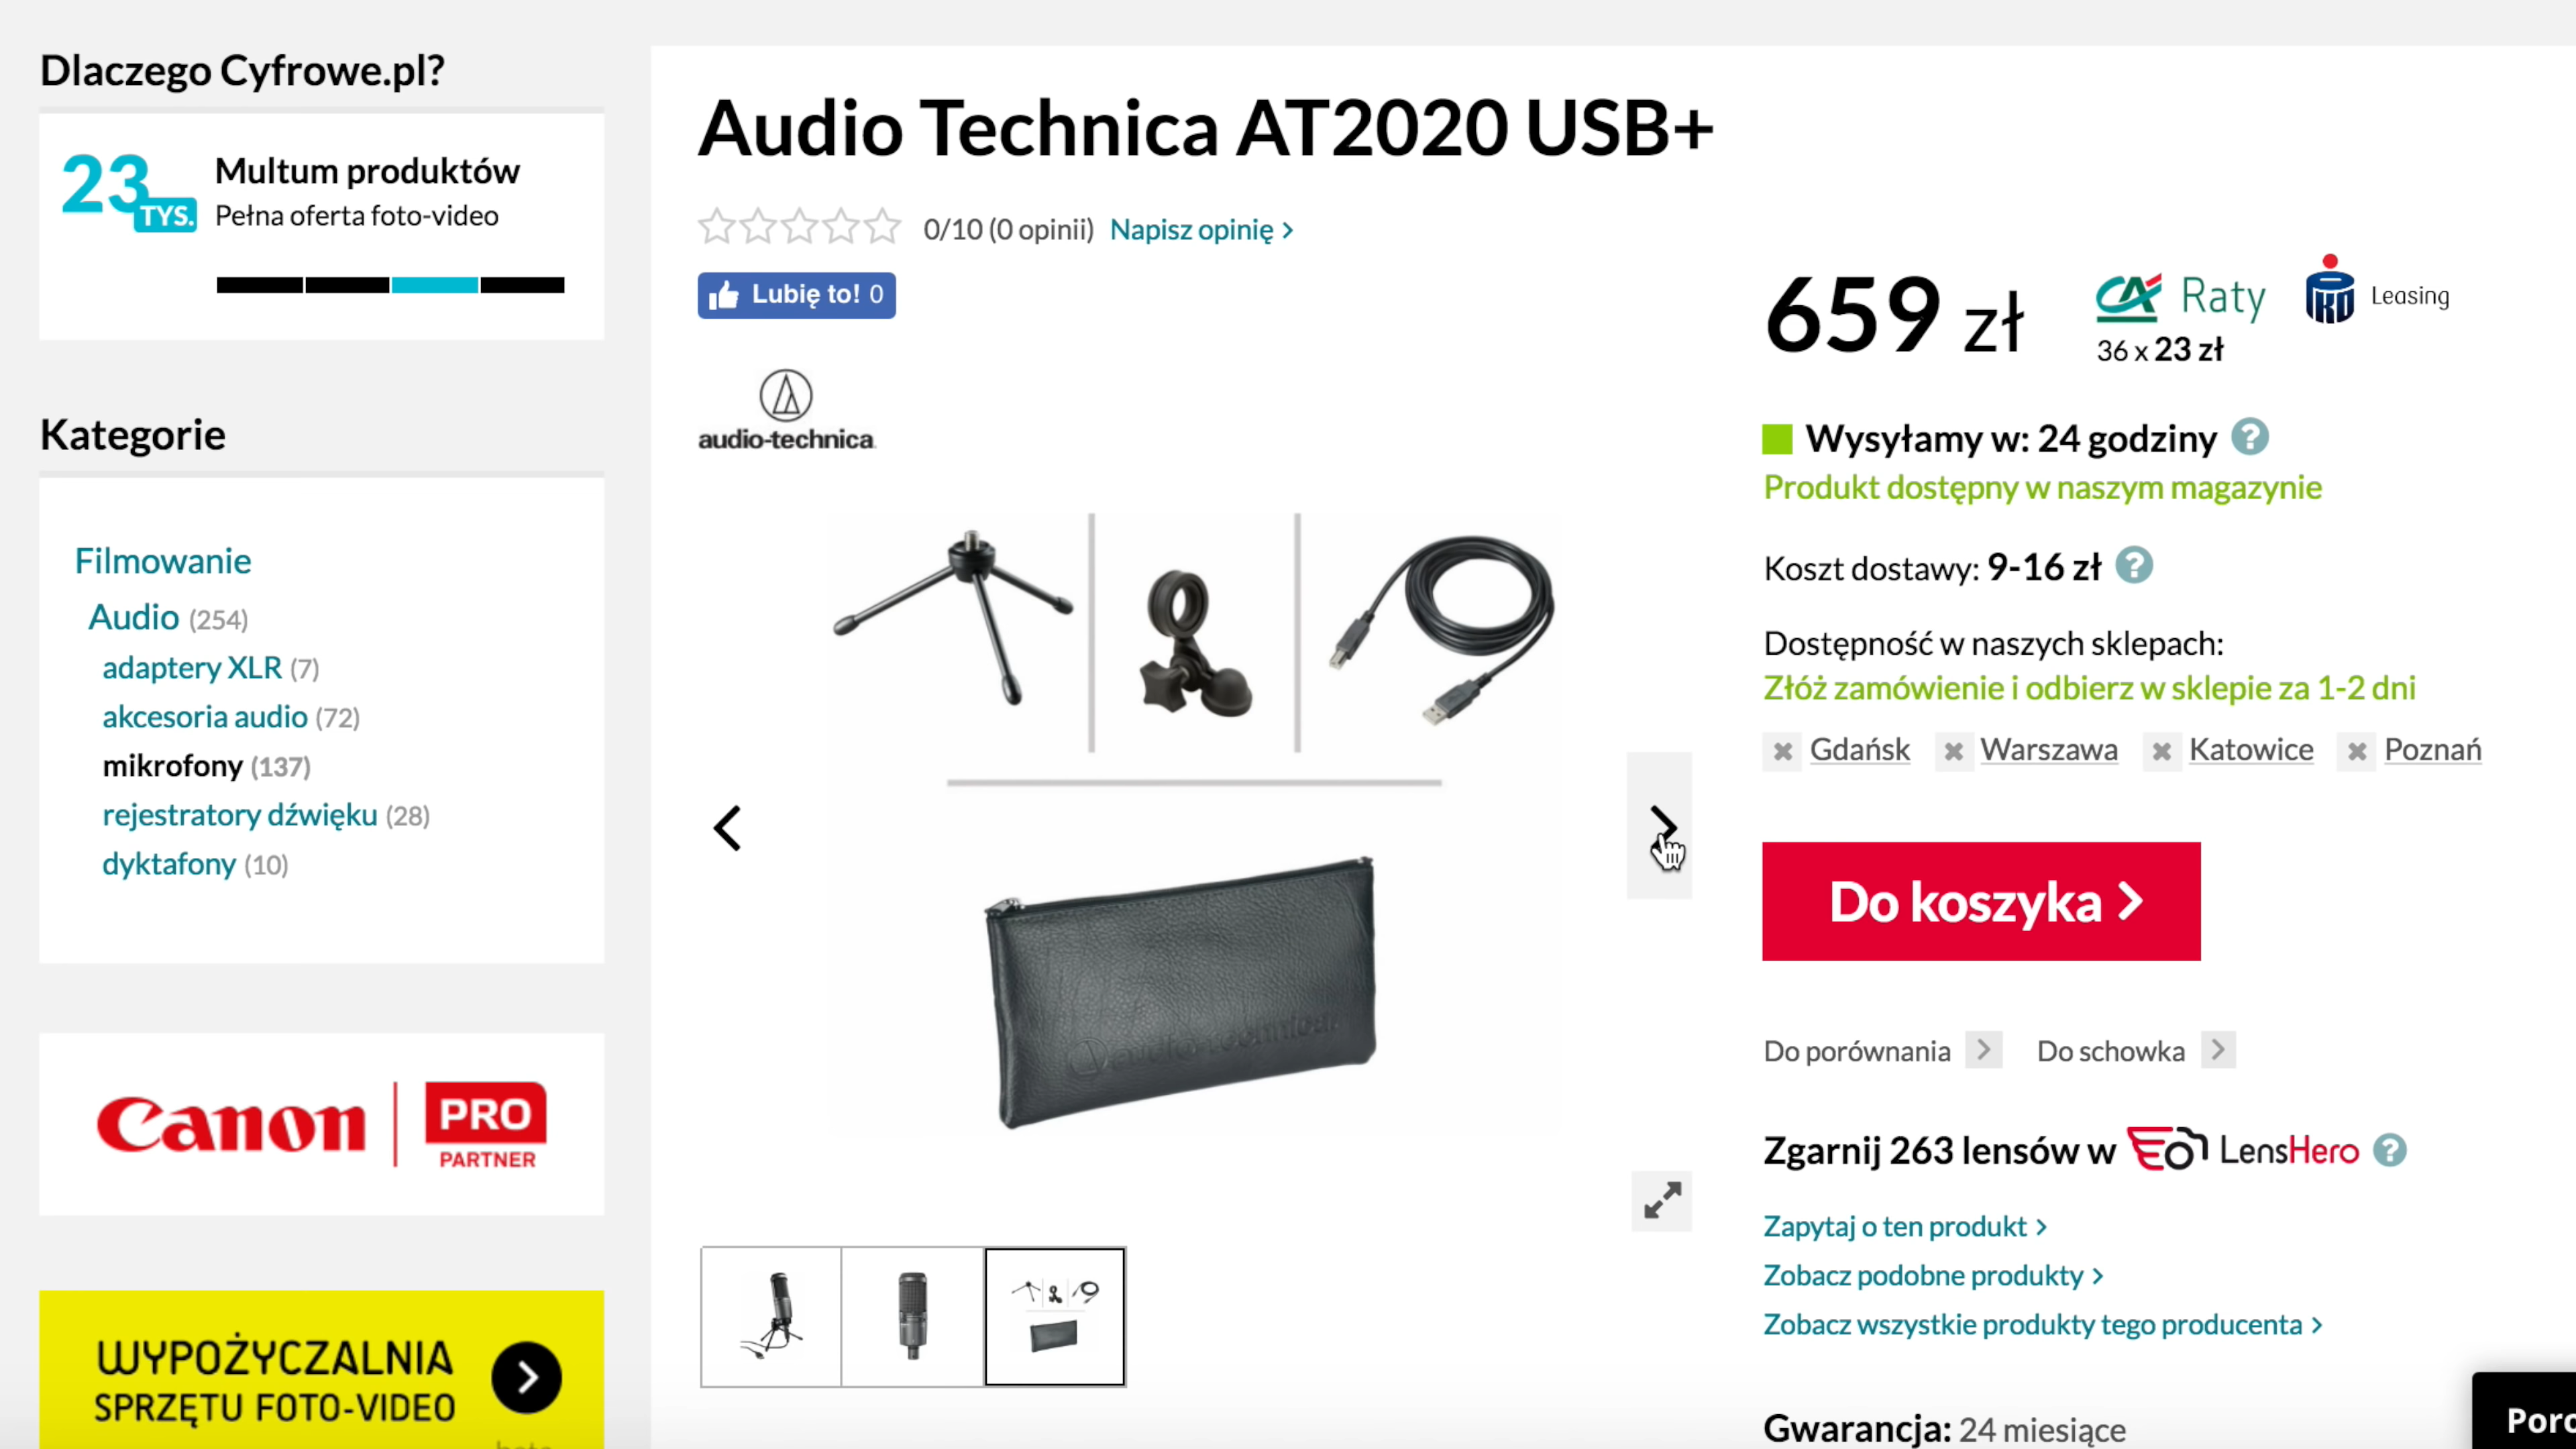 Dlaczego Cyfrowe.pl?
23 TYS.
Multum produktów
Pełna oferta foto-video
Kategorie
Filmowanie
Audio (254)
adaptery XLR (7)
akcesoria audio (72)
mikrofony (137)
rejestratory dźwięku (28)
dyktafony (10)
Canon PRO PARTNER
WYPOŻYCZALNIA
SPRZĘTU FOTO-VIDEO
Audio Technica AT2020 USB+
0/10 (0 opinii) Napisz opinię >
Lubię to! 0
audio-technica
audio-technica
659 zł
CA Raty
36 x 23 zł
Leasing
Wysyłamy w: 24 godziny ?
Produkt dostępny w naszym magazynie
Koszt dostawy: 9-16 zł ?
Dostępność w naszych sklepach:
Złóż zamówienie i odbierz w sklepie za 1-2 dni
Gdańsk Warszawa Katowice Poznań
Do koszyka >
Do porównania > Do schowka >
Zgarnij 263 lensów w LensHero ?
Zapytaj o ten produkt >
Zobacz podobne produkty >
Zobacz wszystkie produkty tego producenta >
Gwarancja: 24 miesiące